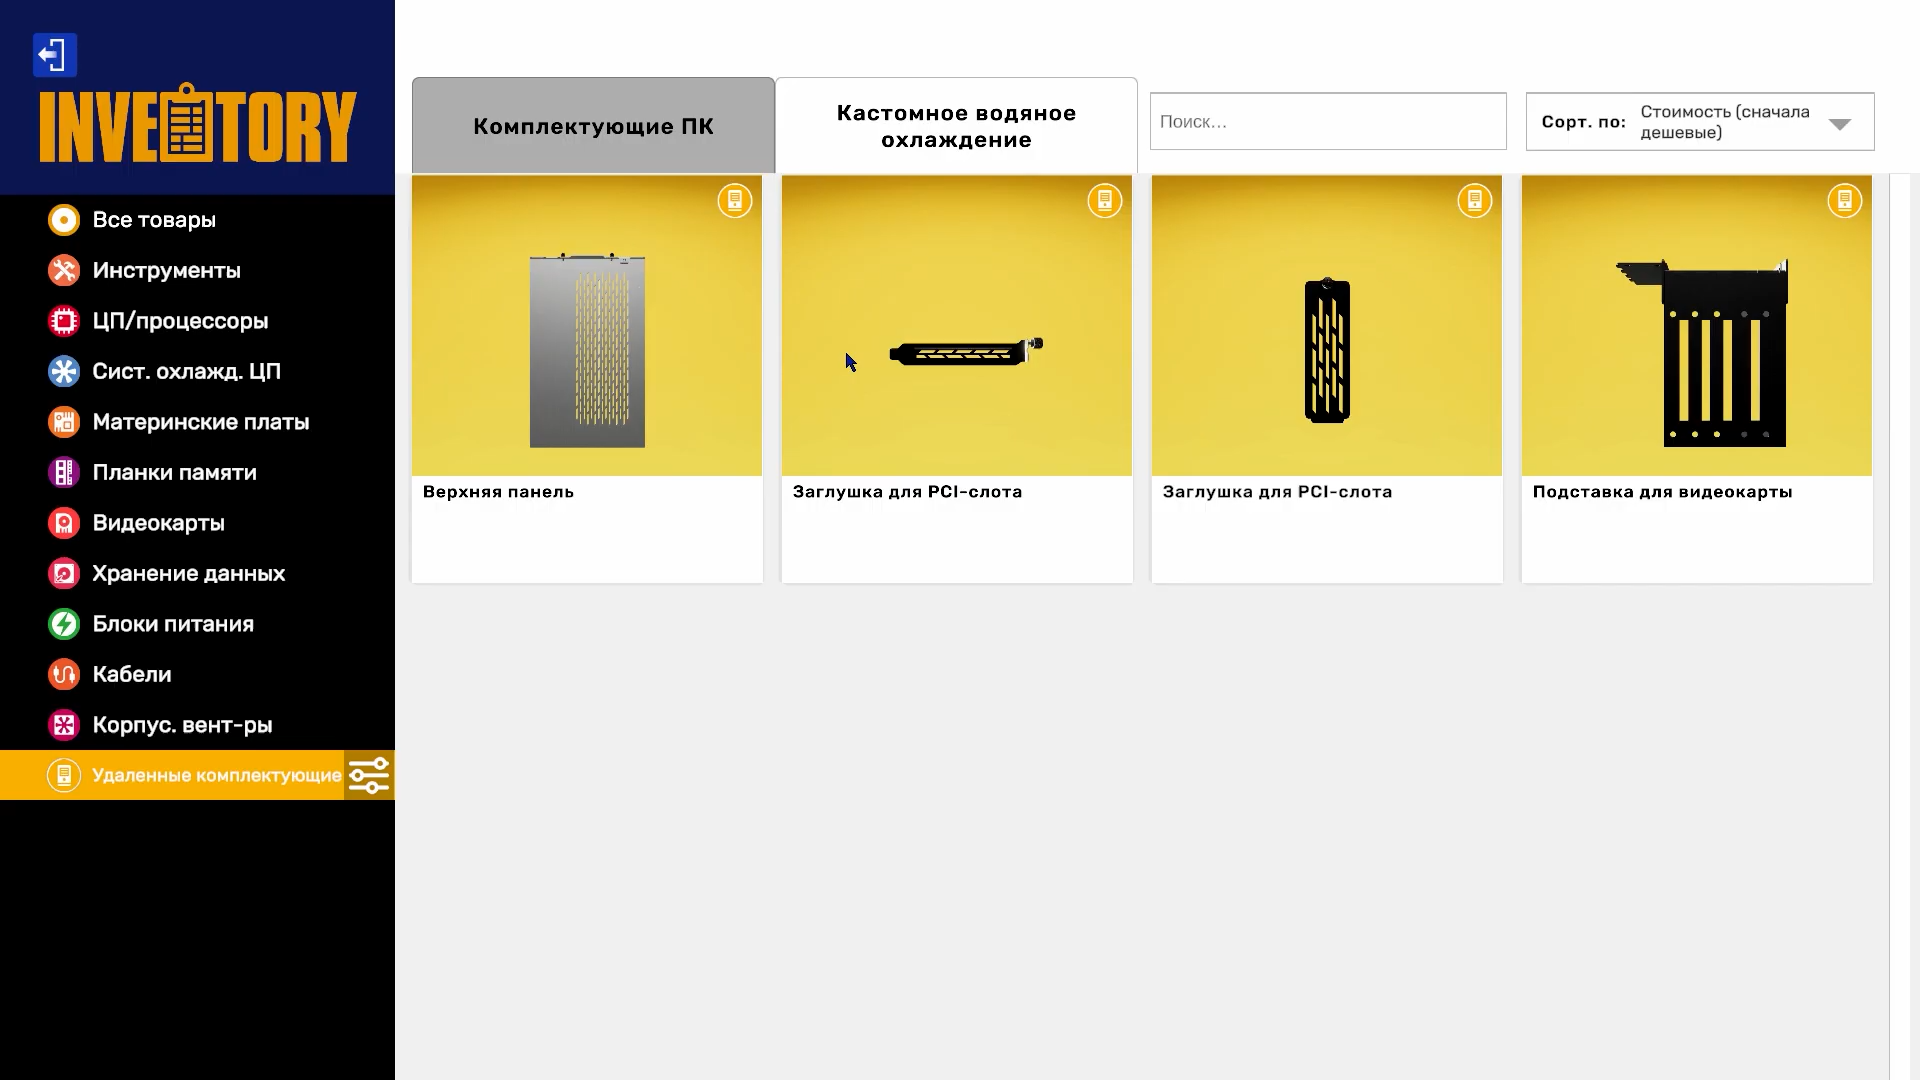 INVENTORY
Комплектующие ПК
Кастомное водяное
охлаждение
Поиск...
Сорт. по:
Стоимость (сначала
дешевые)
Все товары
Инструменты
ЦП/процессоры
Сист. охлажд. ЦП
Материнские платы
Планки памяти
Видеокарты
Хранение данных
Блоки питания
Кабели
Корпус. вент-ры
Удаленные комплектующие
Верхняя панель
Заглушка для PCI-слота
Заглушка для PCI-слота
Подставка для видеокарты